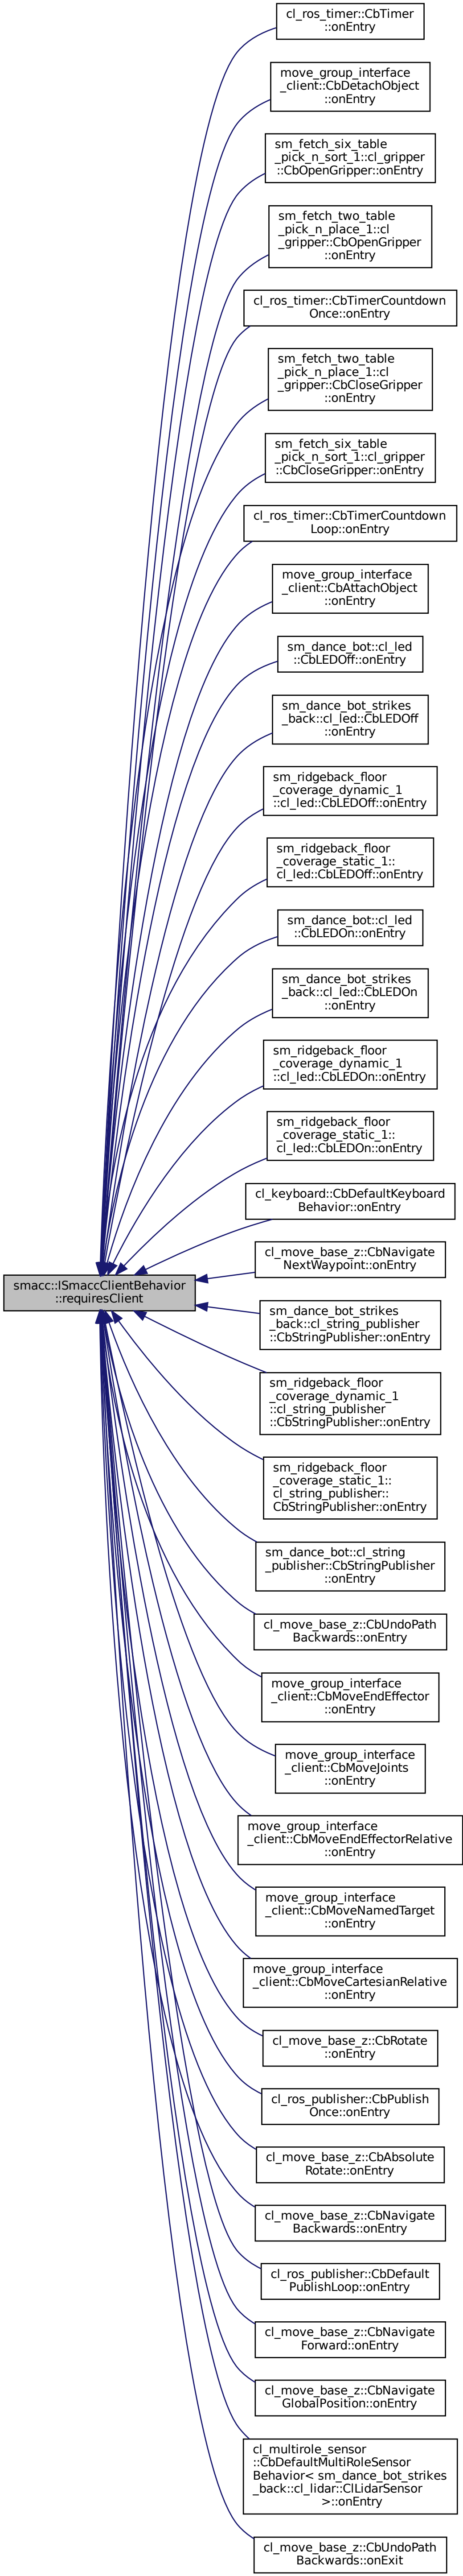 cl_ros_timer::CbTimer
::onEntry
move_group_interface
_client::CbDetachObject
::onEntry
sm_fetch_six_table
_pick_n_sort_1::cl_gripper
::CbOpenGripper::onEntry
sm_fetch_two_table
_pick_n_place_1::cl
_gripper::CbOpenGripper
::onEntry
cl_ros_timer::CbTimerCountdown
Once::onEntry
sm_fetch_two_table
_pick_n_place_1::cl
_gripper::CbCloseGripper
::onEntry
sm_fetch_six_table
_pick_n_sort_1::cl_gripper
::CbCloseGripper::onEntry
cl_ros_timer::CbTimerCountdown
Loop::onEntry
move_group_interface
_client::CbAttachObject
::onEntry
sm_dance_bot::cl_led
::CbLEDOff::onEntry
sm_dance_bot_strikes
_back::cl_led::CbLEDOff
::onEntry
sm_ridgeback_floor
_coverage_dynamic_1
::cl_led::CbLEDOff::onEntry
sm_ridgeback_floor
_coverage_static_1::
cl_led::CbLEDOff::onEntry
sm_dance_bot::cl_led
::CbLEDOn::onEntry
sm_dance_bot_strikes
_back::cl_led::CbLEDOn
::onEntry
sm_ridgeback_floor
_coverage_dynamic_1
::cl_led::CbLEDOn::onEntry
sm_ridgeback_floor
_coverage_static_1::
cl_led::CbLEDOn::onEntry
cl_keyboard::CbDefaultKeyboard
Behavior::onEntry
cl_move_base_z::CbNavigate
NextWaypoint::onEntry
smacc::ISmaccClientBehavior
::requiresClient
sm_dance_bot_strikes
_back::cl_string_publisher
::CbStringPublisher::onEntry
sm_ridgeback_floor
_coverage_dynamic_1
::cl_string_publisher
::CbStringPublisher::onEntry
sm_ridgeback_floor
_coverage_static_1::
cl_string_publisher::
CbStringPublisher::onEntry
sm_dance_bot::cl_string
_publisher::CbStringPublisher
::onEntry
cl_move_base_z::CbUndoPath
Backwards::onEntry
move_group_interface
_client::CbMoveEndEffector
::onEntry
move_group_interface
_client::CbMoveJoints
::onEntry
move_group_interface
_client::CbMoveEndEffectorRelative
::onEntry
move_group_interface
_client::CbMoveNamedTarget
::onEntry
move_group_interface
_client::CbMoveCartesianRelative
::onEntry
cl_move_base_z::CbRotate
::onEntry
cl_ros_publisher::CbPublish
Once::onEntry
cl_move_base_z::CbAbsolute
Rotate::onEntry
cl_move_base_z::CbNavigate
Backwards::onEntry
cl_ros_publisher::CbDefault
PublishLoop::onEntry
cl_move_base_z::CbNavigate
Forward::onEntry
cl_move_base_z::CbNavigate
GlobalPosition::onEntry
cl_multirole_sensor
::CbDefaultMultiRoleSensor
Behavior< sm_dance_bot_strikes
_back::cl_lidar::ClLidarSensor
>::onEntry
cl_move_base_z::CbUndoPath
Backwards::onExit